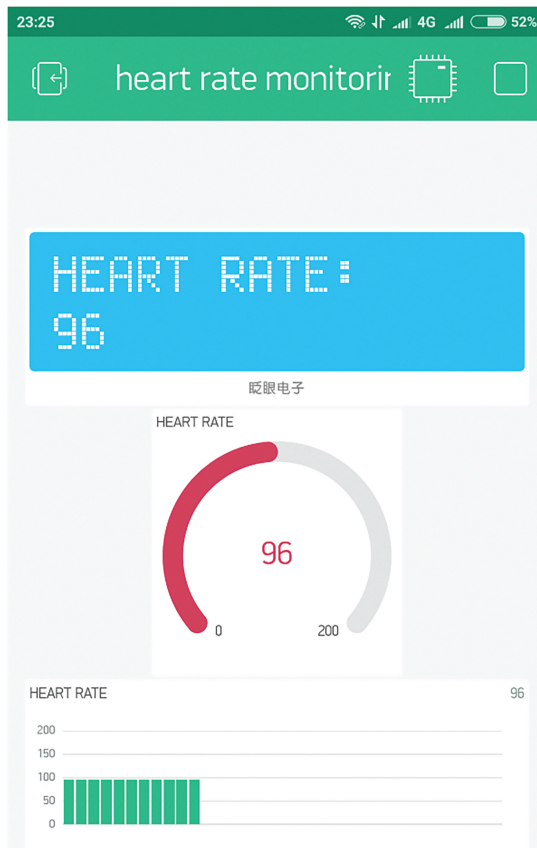 23:25 4G 52%
heart rate monitorin
HEART RATE:
96
眨眼电子
HEART RATE
96
0 200
HEART RATE 96
200
150
100
50
0